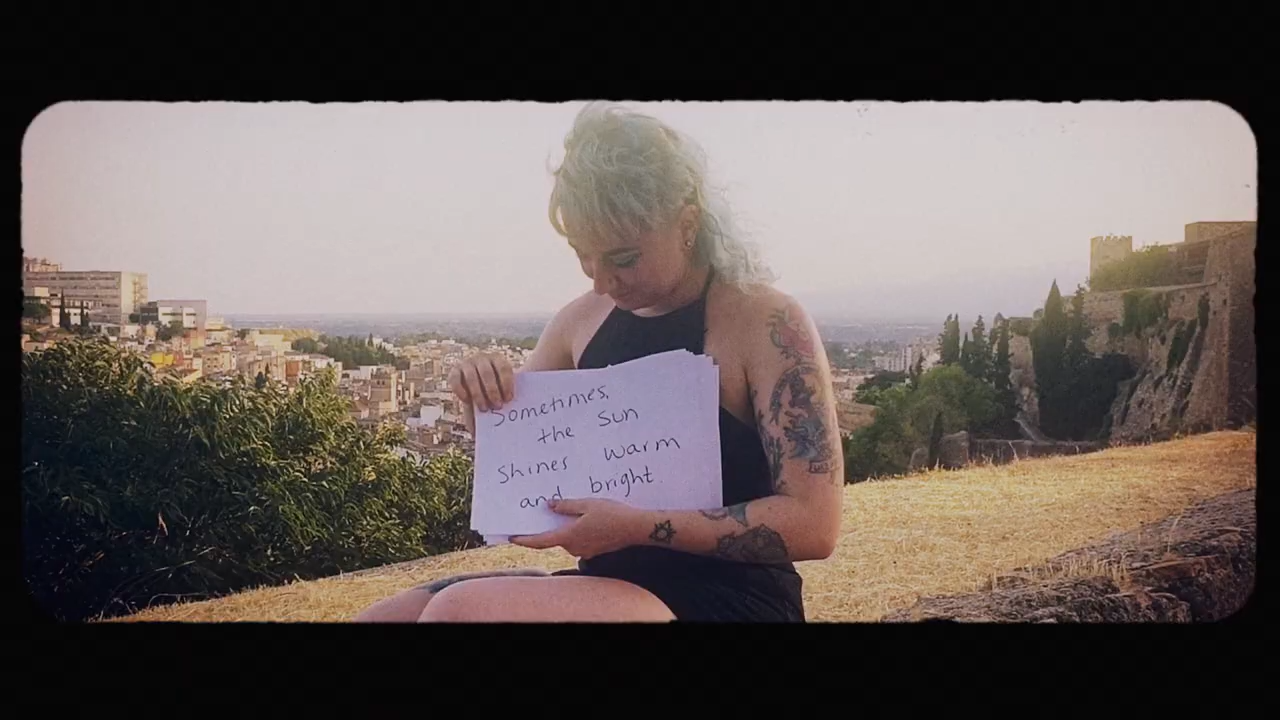 Sometimes,
the sun
shines warm
and bright.